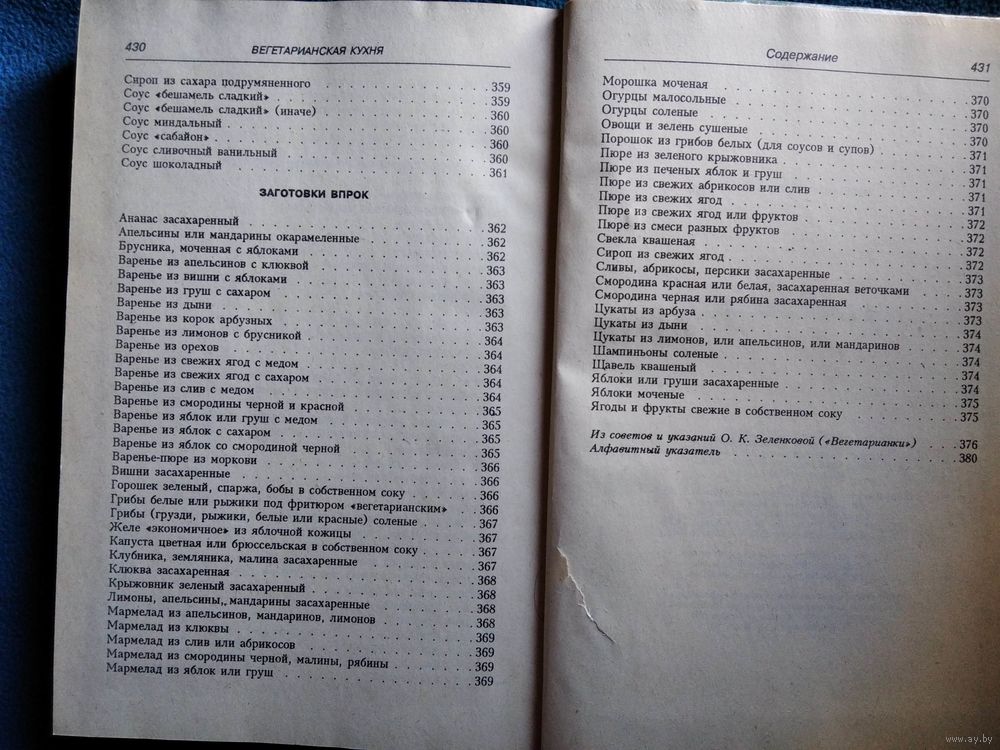 430
ВЕГЕТАРИАНСКАЯ КУХНЯ
Сироп из сахара подрумяненного . . . 359
Соус «бешамель сладкий» . . . 359
Соус «бешамель сладкий» (иначе) . . . 360
Соус миндальный . . . 360
Соус «сабайон» . . . 360
Соус сливочный ванильный . . . 360
Соус шоколадный . . . 361
ЗАГОТОВКИ ВПРОК
Ананас засахаренный . . . 362
Апельсины или мандарины окарамеленные . . . 362
Брусника, моченная с яблоками . . . 362
Варенье из апельсинов с клюквой . . . 363
Варенье из вишни с яблоками . . . 363
Варенье из груш с сахаром . . . 363
Варенье из дыни . . . 363
Варенье из корок арбузных . . . 363
Варенье из лимонов с брусникой . . . 364
Варенье из орехов . . . 364
Варенье из свежих ягод с медом . . . 364
Варенье из свежих ягод с сахаром . . . 364
Варенье из слив с медом . . . 364
Варенье из смородины черной и красной . . . 365
Варенье из яблок или груш с медом . . . 365
Варенье из яблок с сахаром . . . 365
Варенье из яблок со смородиной черной . . . 365
Варенье-пюре из моркови . . . 366
Вишни засахаренные . . . 366
Горошек зеленый, спаржа, бобы в собственном соку . . . 366
Грибы белые или рыжики под фритюром «вегетарианским» . . . 366
Грибы (грузди, рыжики, белые или красные) соленые . . . 367
Желе «экономичное» из яблочной кожицы . . . 367
Капуста цветная или брюссельская в собственном соку . . . 367
Клубника, земляника, малина засахаренные . . . 367
Клюква засахаренная . . . 368
Крыжовник зеленый засахаренный . . . 368
Лимоны, апельсины, мандарины засахаренные . . . 368
Мармелад из апельсинов, мандаринов, лимонов . . . 368
Мармелад из клюквы . . . 369
Мармелад из слив или абрикосов . . . 369
Мармелад из смородины черной, малины, рябины . . . 369
Мармелад из яблок или груш . . . 369
Содержание
431
Морошка моченая . . . 370
Огурцы малосольные . . . 370
Огурцы соленые . . . 370
Овощи и зелень сушеные . . . 370
Порошок из грибов белых (для соусов и супов) . . . 371
Пюре из зеленого крыжовника . . . 371
Пюре из печеных яблок и груш . . . 371
Пюре из свежих абрикосов или слив . . . 371
Пюре из свежих ягод . . . 371
Пюре из свежих ягод или фруктов . . . 372
Пюре из смеси разных фруктов . . . 372
Свекла квашеная . . . 372
Сироп из свежих ягод . . . 372
Сливы, абрикосы, персики засахаренные . . . 373
Смородина красная или белая, засахаренная веточками . . . 373
Смородина черная или рябина засахаренная . . . 373
Цукаты из арбуза . . . 373
Цукаты из дыни . . . 374
Цукаты из лимонов, или апельсинов, или мандаринов . . . 374
Шампиньоны соленые . . . 374
Щавель квашеный . . . 374
Яблоки или груши засахаренные . . . 374
Яблоки моченые . . . 375
Ягоды и фрукты свежие в собственном соку . . . 375
Из советов и указаний О. К. Зеленковой («Вегетарианки») . . . 376
Алфавитный указатель . . . 380
www.ay.by